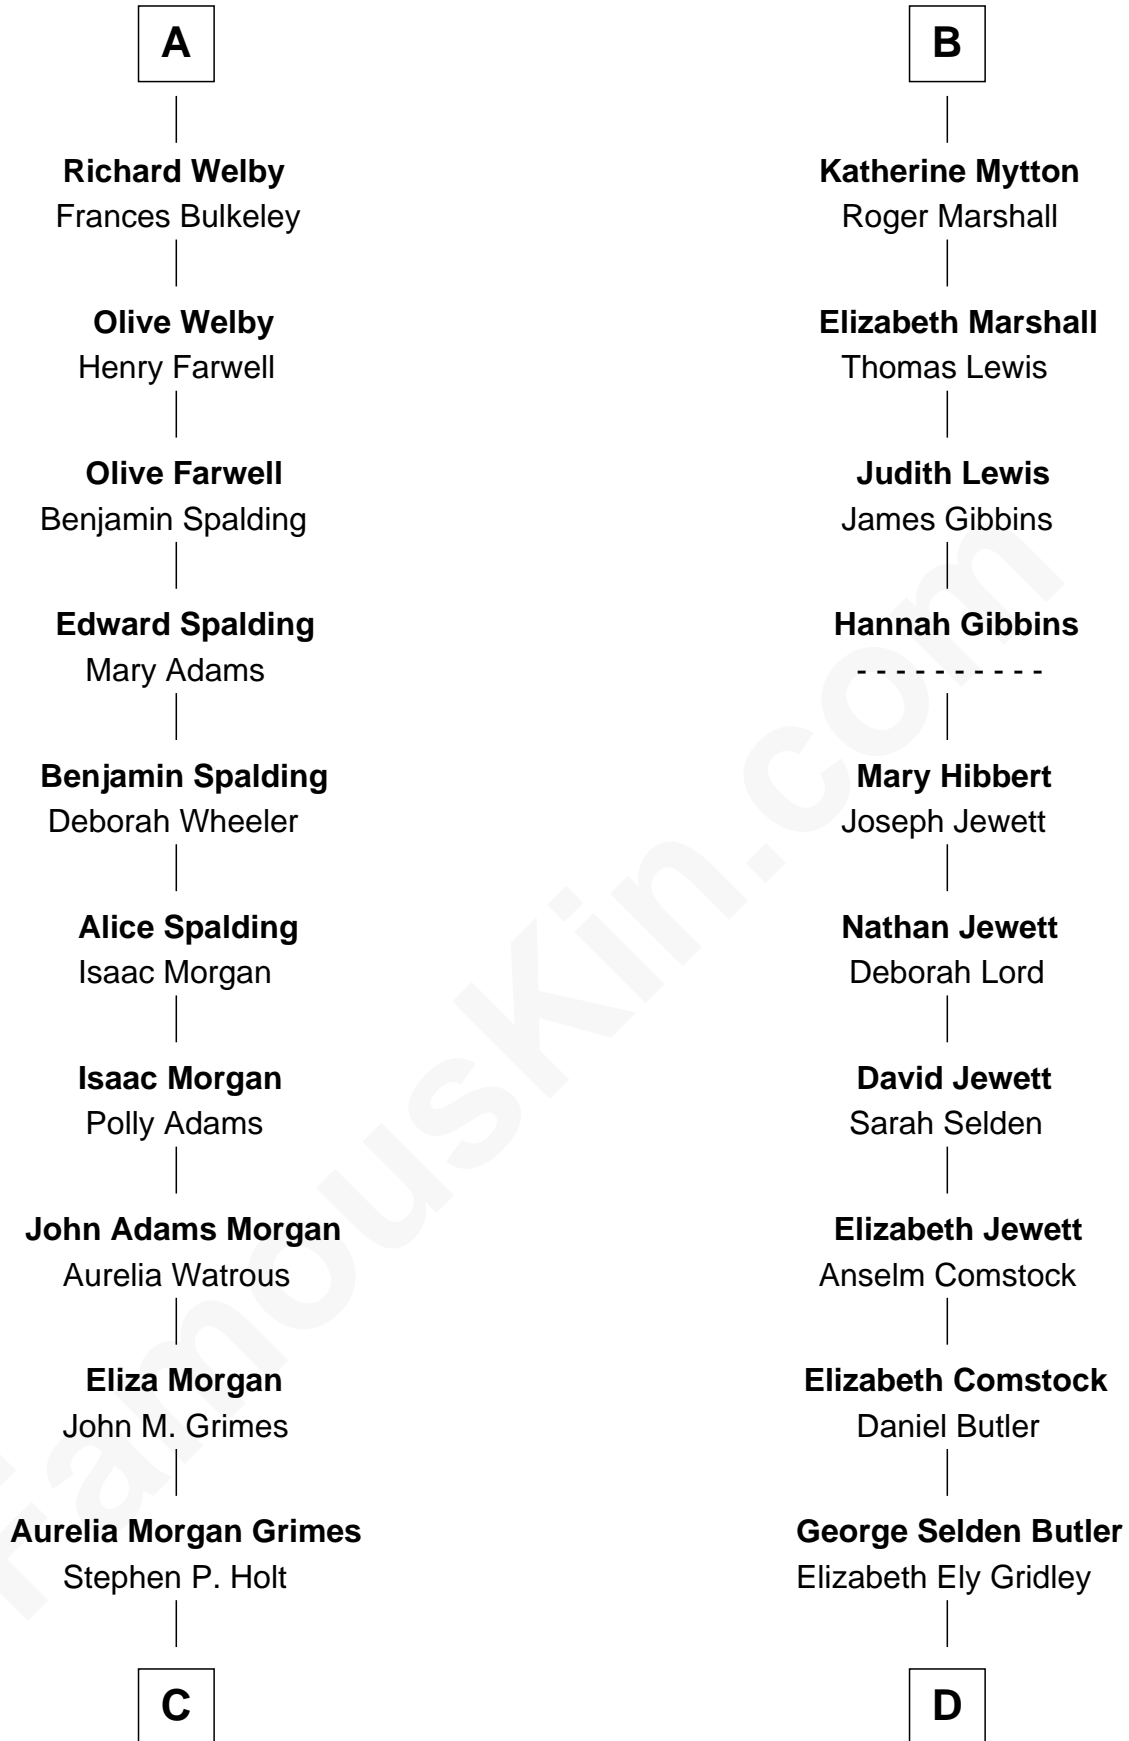 A
Richard Welby
Frances Bulkeley
Olive Welby
Henry Farwell
Olive Farwell
Benjamin Spalding
Edward Spalding
Mary Adams
Benjamin Spalding
Deborah Wheeler
Alice Spalding
Isaac Morgan
Isaac Morgan
Polly Adams
John Adams Morgan
Aurelia Watrous
Eliza Morgan
John M. Grimes
Aurelia Morgan Grimes
Stephen P. Holt
C
B
Katherine Mytton
Roger Marshall
Elizabeth Marshall
Thomas Lewis
Judith Lewis
James Gibbins
Hannah Gibbins
- - - - - - - - - -
Mary Hibbert
Joseph Jewett
Nathan Jewett
Deborah Lord
David Jewett
Sarah Selden
Elizabeth Jewett
Anselm Comstock
Elizabeth Comstock
Daniel Butler
George Selden Butler
Elizabeth Ely Gridley
D
FamousKin.com